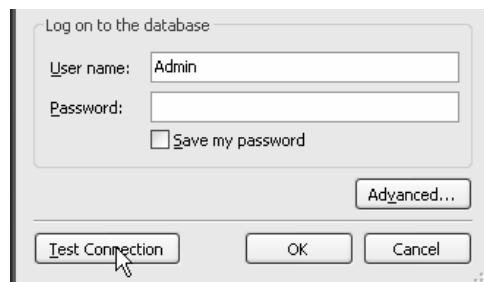 Log on to the database
User name: Admin
Password:
Save my password
Advanced...
Test Connection OK Cancel